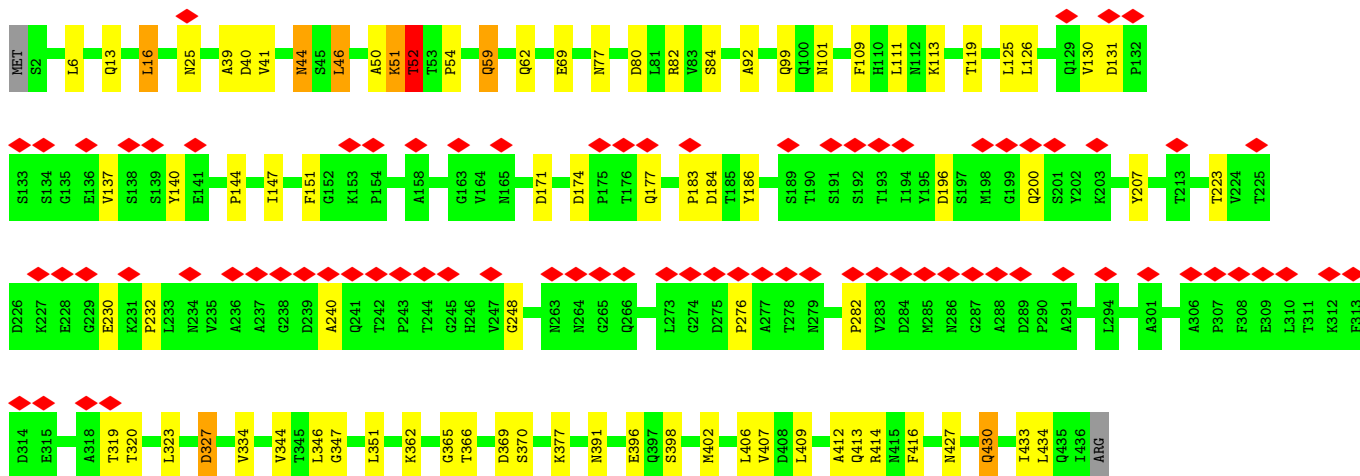 MET S2 L6 Q13 L16 N25 A39 D40 V41 N44 S45 L46 A50 K51 T52 T53 P54 Q59 Q62 E69 N77 D80 L81 R82 V83 S84 A92 Q99 Q100 N101 F109 H110 L111 N112 K113 T119 L125 L126 Q129 V130 D131 P132
S133 S134 G135 E136 V137 S138 S139 Y140 E141 P144 I147 F151 G152 K153 P154 A158 G163 V164 N165 D171 D174 P175 T176 Q177 P183 D184 T185 Y186 S189 T190 S191 S192 T193 I194 Y195 D196 S197 M198 G199 Q200 S201 Y202 K203 Y207 T213 T223 V224 T225
D226 K227 E228 G229 E230 K231 P232 L233 N234 V235 A236 A237 G238 D239 A240 Q241 T242 P243 T244 G245 H246 V247 G248 N263 N264 G265 Q266 L273 G274 D275 P276 A277 T278 N279 P282 V283 D284 M285 N286 G287 A288 D289 P290 A291 L294 A301 A306 P307 F308 E309 L310 T311 K312 F313
D314 E315 A318 T319 T320 L323 D327 V334 V344 T345 L346 G347 L351 K362 G365 T366 D369 S370 K377 N391 E396 Q397 S398 M402 L406 V407 D408 L409 A412 Q413 R414 N415 F416 N427 Q430 I433 L434 Q435 I436 ARG